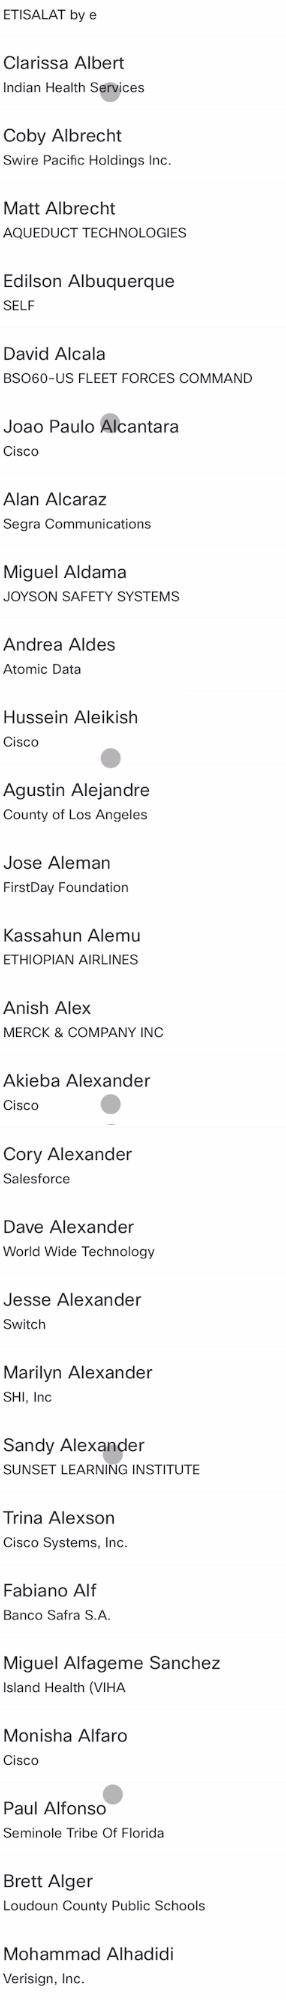 ETISALAT by e
Clarissa Albert
Indian Health Services
Coby Albrecht
Swire Pacific Holdings Inc.
Matt Albrecht
AQUEDUCT TECHNOLOGIES
Edilson Albuquerque
SELF
David Alcala
BSO60-US FLEET FORCES COMMAND
Joao Paulo Alcantara
Cisco
Alan Alcaraz
Segra Communications
Miguel Aldama
JOYSON SAFETY SYSTEMS
Andrea Aldes
Atomic Data
Hussein Aleikish
Cisco
Agustin Alejandre
County of Los Angeles
Jose Aleman
FirstDay Foundation
Kassahun Alemu
ETHIOPIAN AIRLINES
Anish Alex
MERCK & COMPANY INC
Akieba Alexander
Cisco
Cory Alexander
Salesforce
Dave Alexander
World Wide Technology
Jesse Alexander
Switch
Marilyn Alexander
SHI, Inc
Sandy Alexander
SUNSET LEARNING INSTITUTE
Trina Alexson
Cisco Systems, Inc.
Fabiano Alf
Banco Safra S.A.
Miguel Alfageme Sanchez
Island Health (VIHA
Monisha Alfaro
Cisco
Paul Alfonso
Seminole Tribe Of Florida
Brett Alger
Loudoun County Public Schools
Mohammad Alhadidi
Verisign, Inc.